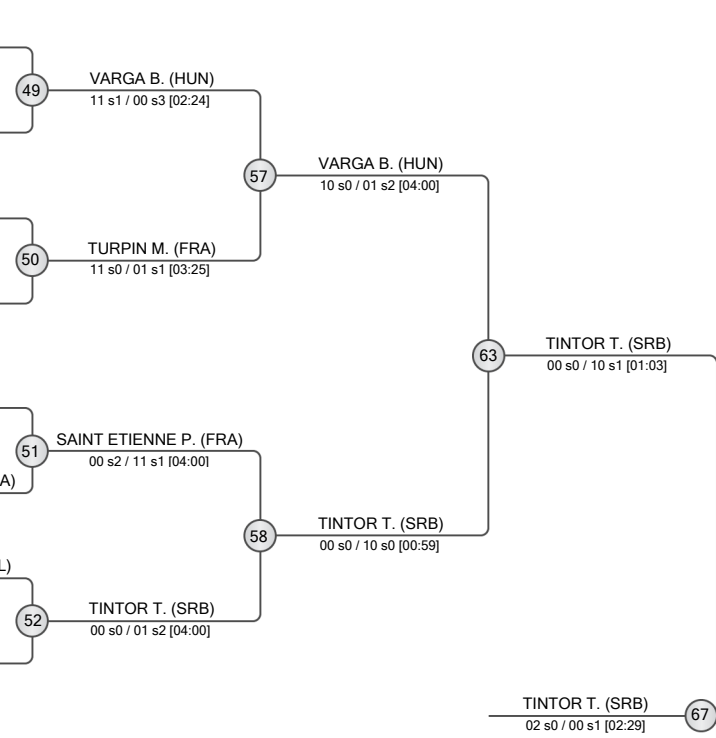 49
VARGA B. (HUN)
11 s1 / 00 s3 [02:24]
57
VARGA B. (HUN)
10 s0 / 01 s2 [04:00]
50
TURPIN M. (FRA)
11 s0 / 01 s1 [03:25]
63
TINTOR T. (SRB)
00 s0 / 10 s1 [01:03]
51
SAINT ETIENNE P. (FRA)
00 s2 / 11 s1 [04:00]
A)
58
TINTOR T. (SRB)
00 s0 / 10 s0 [00:59]
L)
52
TINTOR T. (SRB)
00 s0 / 01 s2 [04:00]
TINTOR T. (SRB)
02 s0 / 00 s1 [02:29]
67